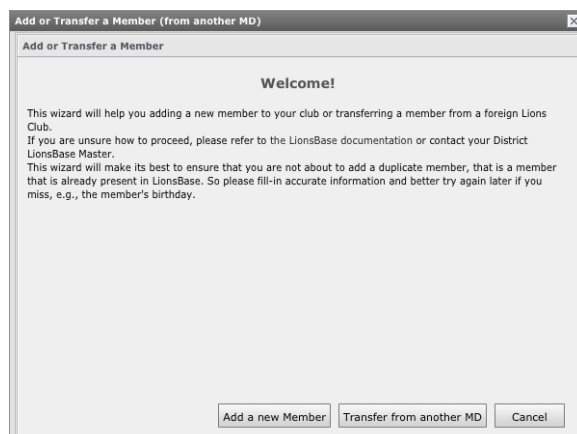 Add or Transfer a Member (from another MD)
Add or Transfer a Member
Welcome!
This wizard will help you adding a new member to your club or transferring a member from a foreign Lions
Club.
If you are unsure how to proceed, please refer to the LionsBase documentation or contact your District
LionsBase Master.
This wizard will make its best to ensure that you are not about to add a duplicate member, that is a member
that is already present in LionsBase. So please fill-in accurate information and better try again later if you
miss, e.g., the member's birthday.
Add a new Member Transfer from another MD Cancel